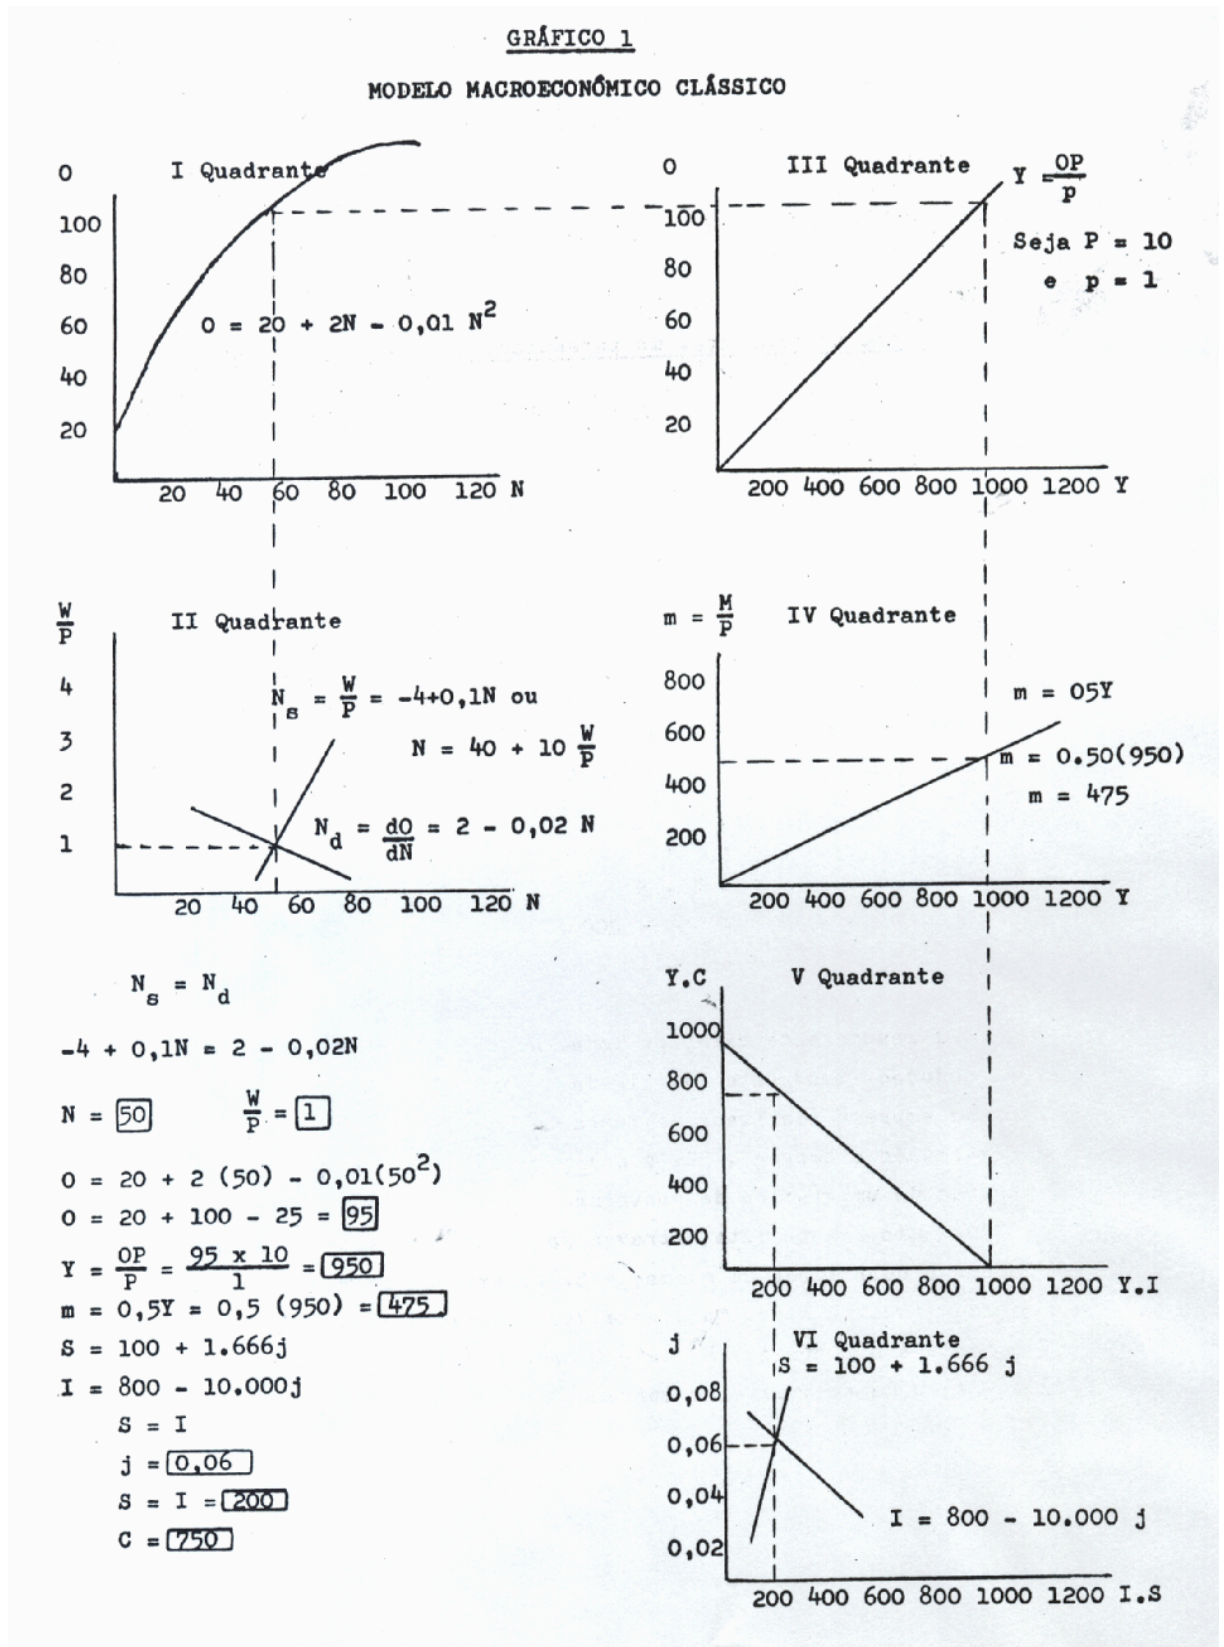 GRÁFICO 1
MODELO MACROECONÔMICO CLÁSSICO
O I Quadrante
100
80
60
40
20
O = 20 + 2N - 0,01 N²
20 40 60 80 100 120 N
O III Quadrante
Y = OP/p
Seja P = 10
e p = 1
100
80
60
40
20
200 400 600 800 1000 1200 Y
W/P II Quadrante
4
3
2
1
Ns = W/P = -4+0,1N ou
N = 40 + 10 W/P
Nd = dO/dN = 2 - 0,02 N
20 40 60 80 100 120 N
m = M/P IV Quadrante
800
600
400
200
m = 05Y
m = 0.50(950)
m = 475
200 400 600 800 1000 1200 Y
Ns = Nd
-4 + 0,1N = 2 - 0,02N
N = 50 W/P = 1
O = 20 + 2 (50) - 0,01(50²)
O = 20 + 100 - 25 = 95
Y = OP/P = 95 x 10/1 = 950
m = 0,5Y = 0,5 (950) = 475
S = 100 + 1.666j
I = 800 - 10.000j
S = I
j = 0,06
S = I = 200
C = 750
Y.C V Quadrante
1000
800
600
400
200
200 400 600 800 1000 1200 Y.I
j VI Quadrante
S = 100 + 1.666 j
0,08
0,06
0,04
0,02
I = 800 - 10.000 j
200 400 600 800 1000 1200 I.S